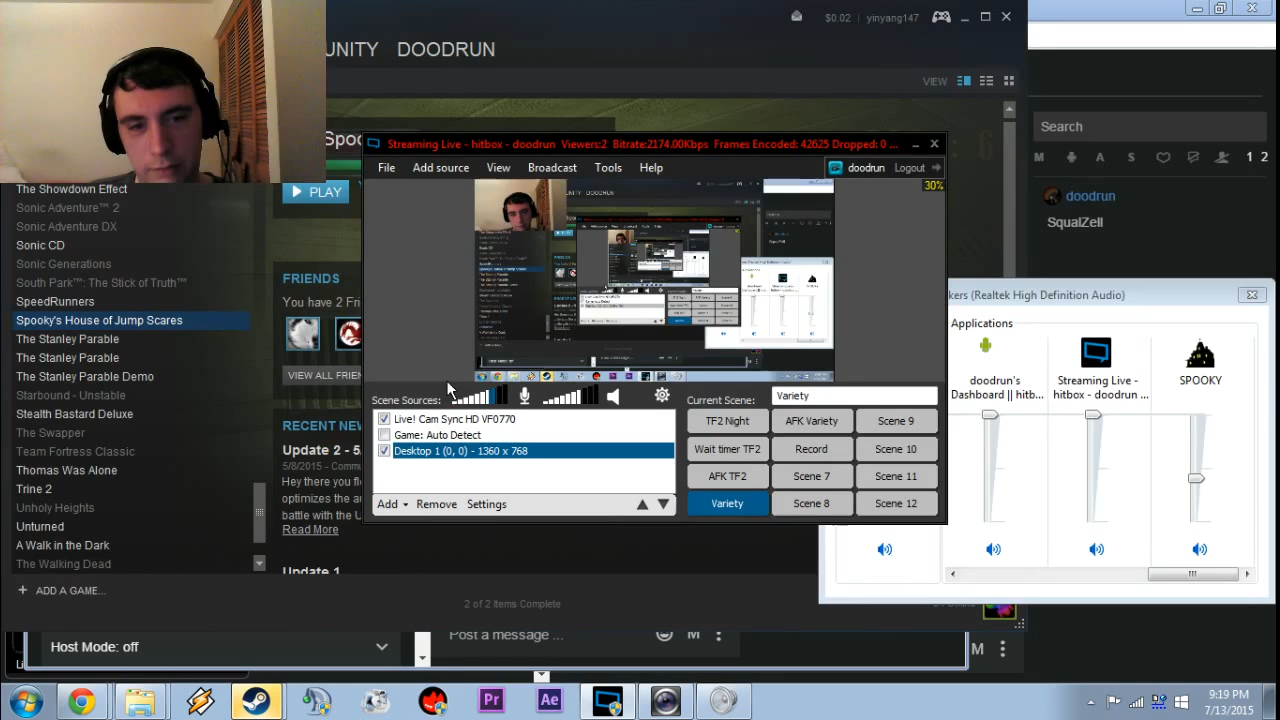 $0.02 yinyang147
UNITY DOODRUN
VIEW
Spoo
PLAY
FRIENDS
You have 2 Fri
VIEW ALL FRIEN
RECENT NEW
Update 2 - 5.
5/8/2015 - Commu
Hey there you fl
optimizes the au
battle with the U
Read More
Update 1
The Showdown Effect
Sonic Adventure™ 2
Sonic Adventure DX
Sonic CD
Sonic Generations
South Park™: The Stick of Truth™
SpeedRunners
Spooky's House of Jump Scares
The Stanley Parable
The Stanley Parable
The Stanley Parable Demo
Starbound - Unstable
Stealth Bastard Deluxe
The Swapper
Team Fortress Classic
Thomas Was Alone
Trine 2
Unholy Heights
Unturned
A Walk in the Dark
The Walking Dead
+ ADD A GAME...
2 of 2 Items Complete
Streaming Live - hitbox - doodrun Viewers:2 Bitrate:2174.00Kbps Frames Encoded: 42625 Dropped: 0 ...
File Add source View Broadcast Tools Help
doodrun Logout
30%
Scene Sources:
Live! Cam Sync HD VF0770
Game: Auto Detect
Desktop 1 (0, 0) - 1360 x 768
Add Remove Settings
Current Scene: Variety
TF2 Night AFK Variety Scene 9
Wait timer TF2 Record Scene 10
AFK TF2 Scene 7 Scene 11
Variety Scene 8 Scene 12
Search
M A S 1 2
doodrun
SqualZell
kers (Realtek High Definition Audio)
Applications
doodrun's
Dashboard || hitb...
Streaming Live -
hitbox - doodrun ...
SPOOKY
Host Mode: off
Post a message ...
M
M
Li
Pr Ae
9:19 PM
7/13/2015